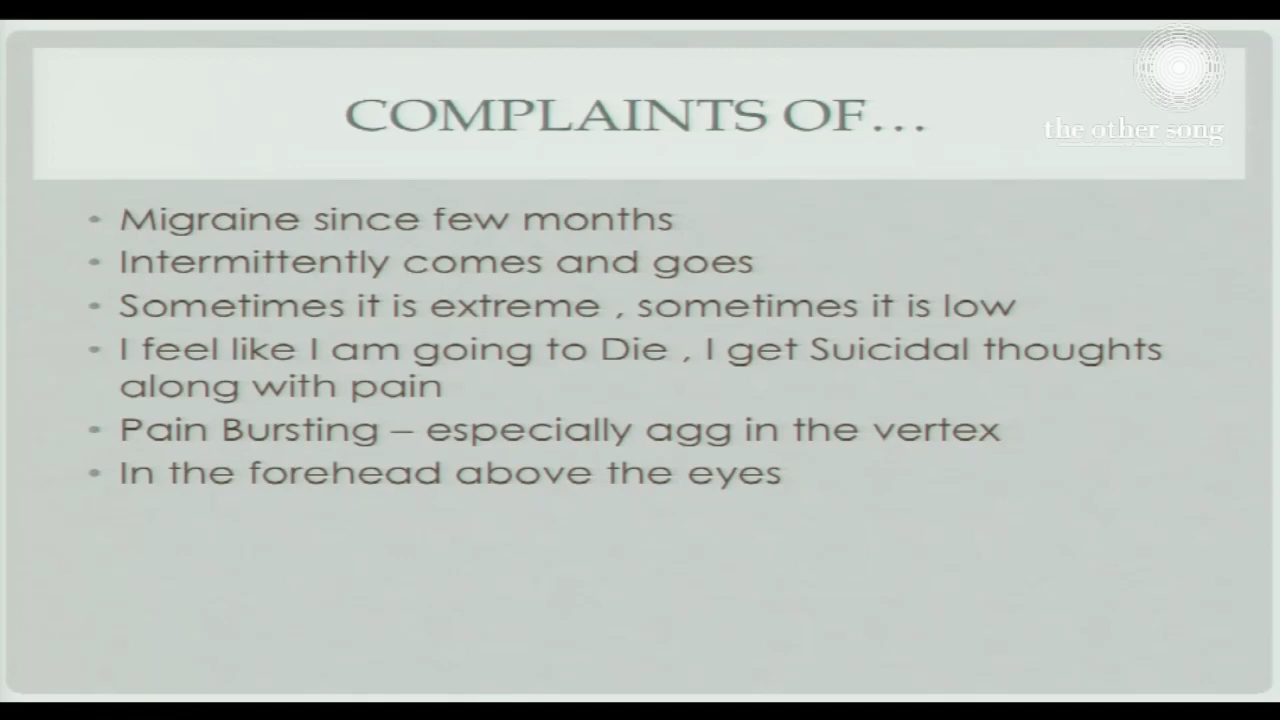 COMPLAINTS OF...
the other song
• Migraine since few months
• Intermittently comes and goes
• Sometimes it is extreme , sometimes it is low
• I feel like I am going to Die , I get Suicidal thoughts
along with pain
• Pain Bursting – especially agg in the vertex
• In the forehead above the eyes